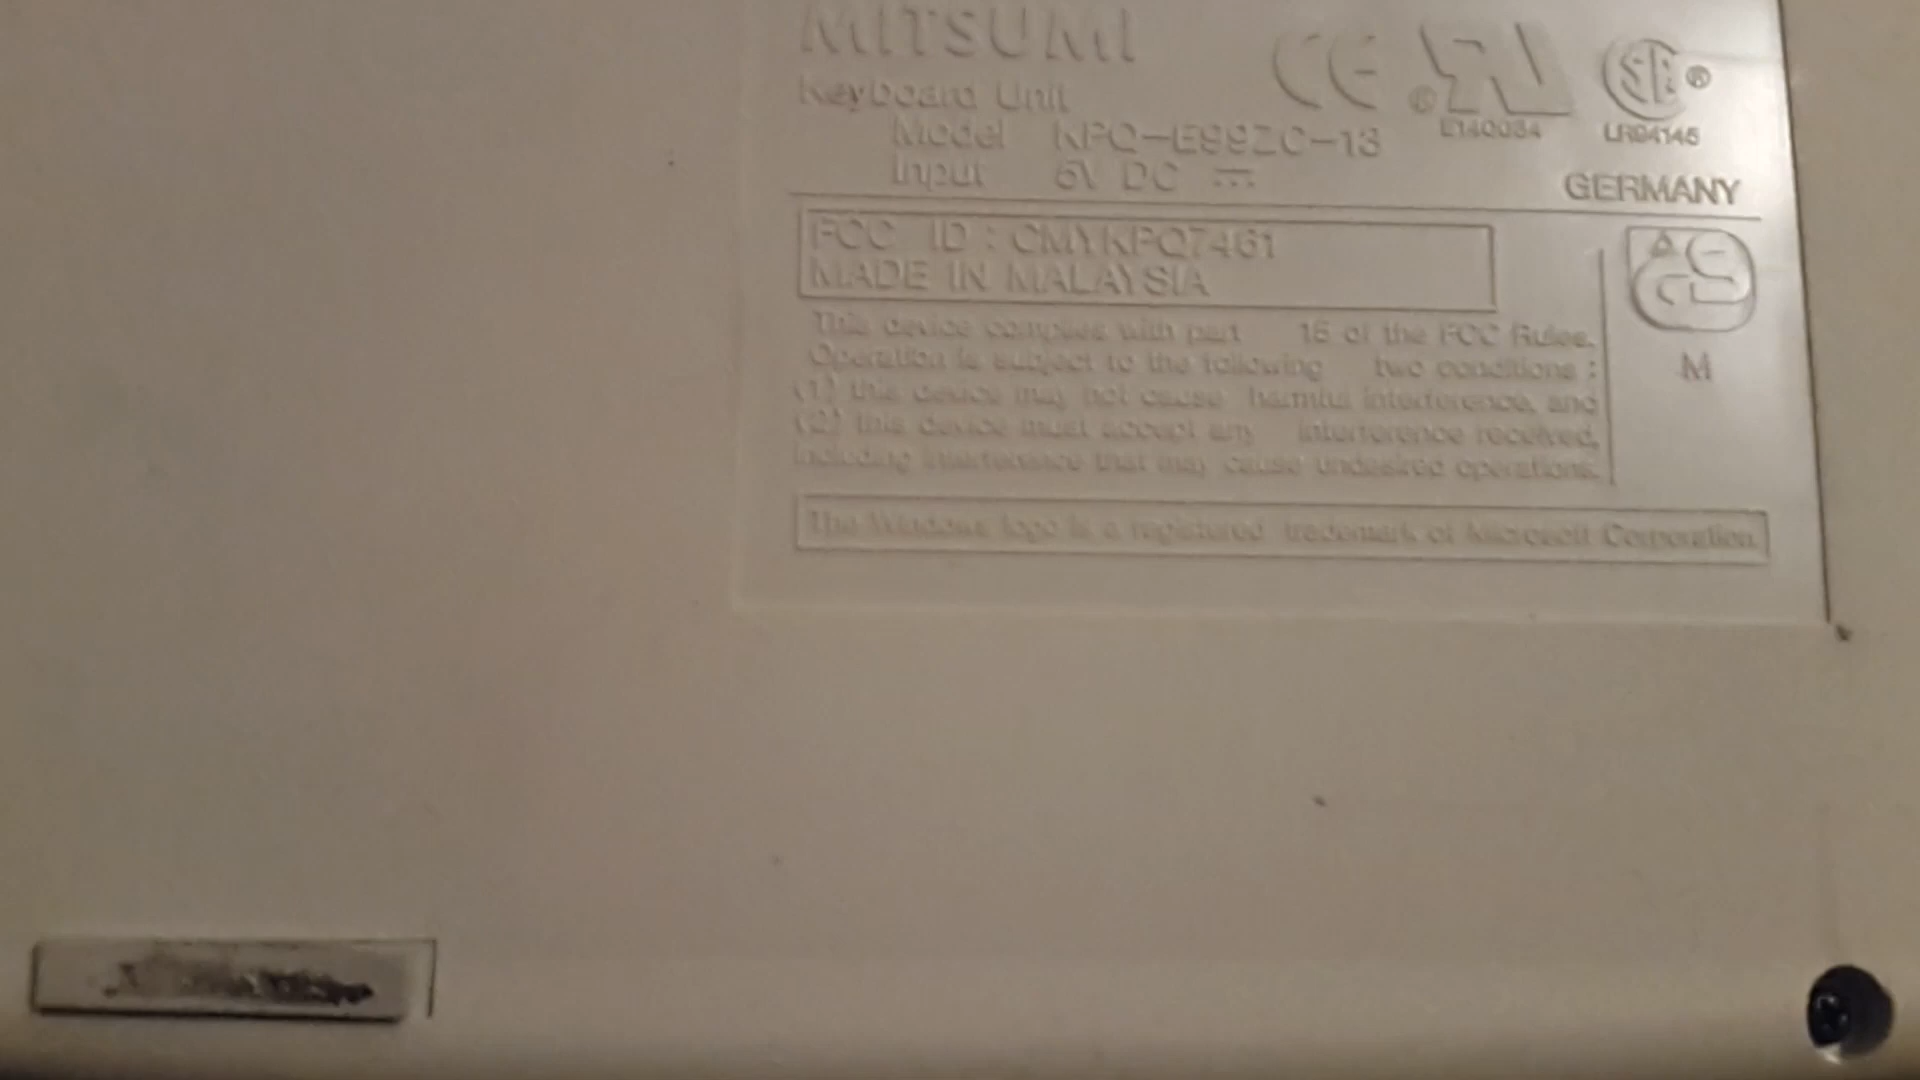 MITSUMI
Keyboard Unit
Model KPQ-E99ZC-13
Input 5V DC
E140034
LR94145
GERMANY
FCC ID : CMYKPQ7461
MADE IN MALAYSIA
This device complies with part 15 of the FCC Rules.
Operation is subject to the following two conditions :
(1) this device may not cause harmful interference, and
(2) this device must accept any interference received,
including interference that may cause undesired operations.
M
The Windows logo is a registered trademark of Microsoft Corporation.